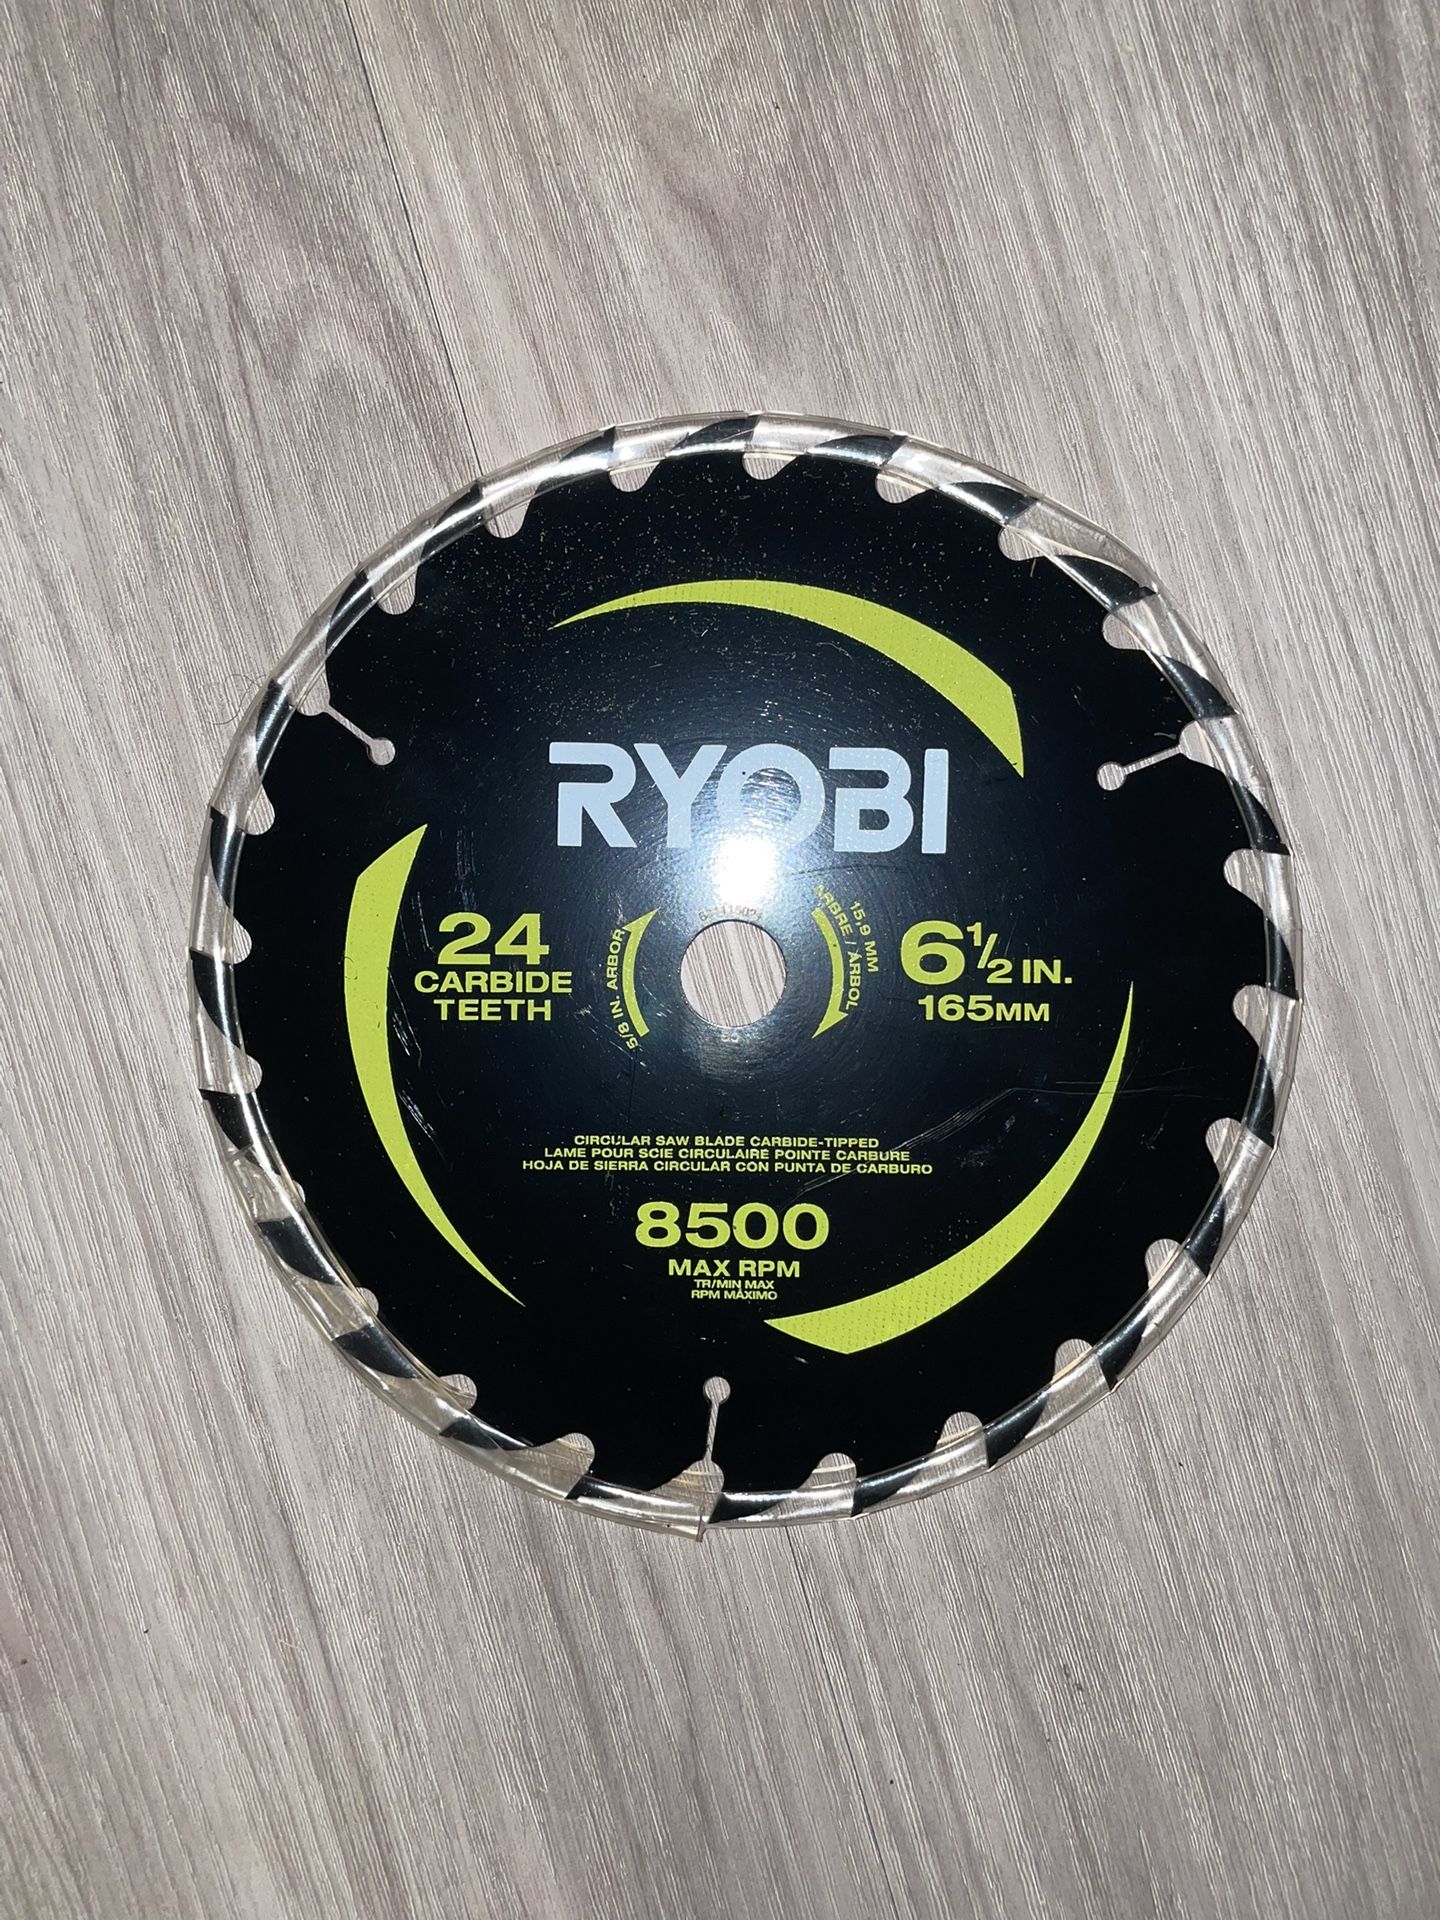 RYOBI
24
CARBIDE
TEETH
5/8 IN. ARBOR
15,9 MM
ARBRE / ÁRBOL
6 1/2 IN.
165MM
CIRCULAR SAW BLADE CARBIDE-TIPPED
LAME POUR SCIE CIRCULAIRE POINTE CARBURE
HOJA DE SIERRA CIRCULAR CON PUNTA DE CARBURO
8500
MAX RPM
TR/MIN MAX
RPM MÁXIMO